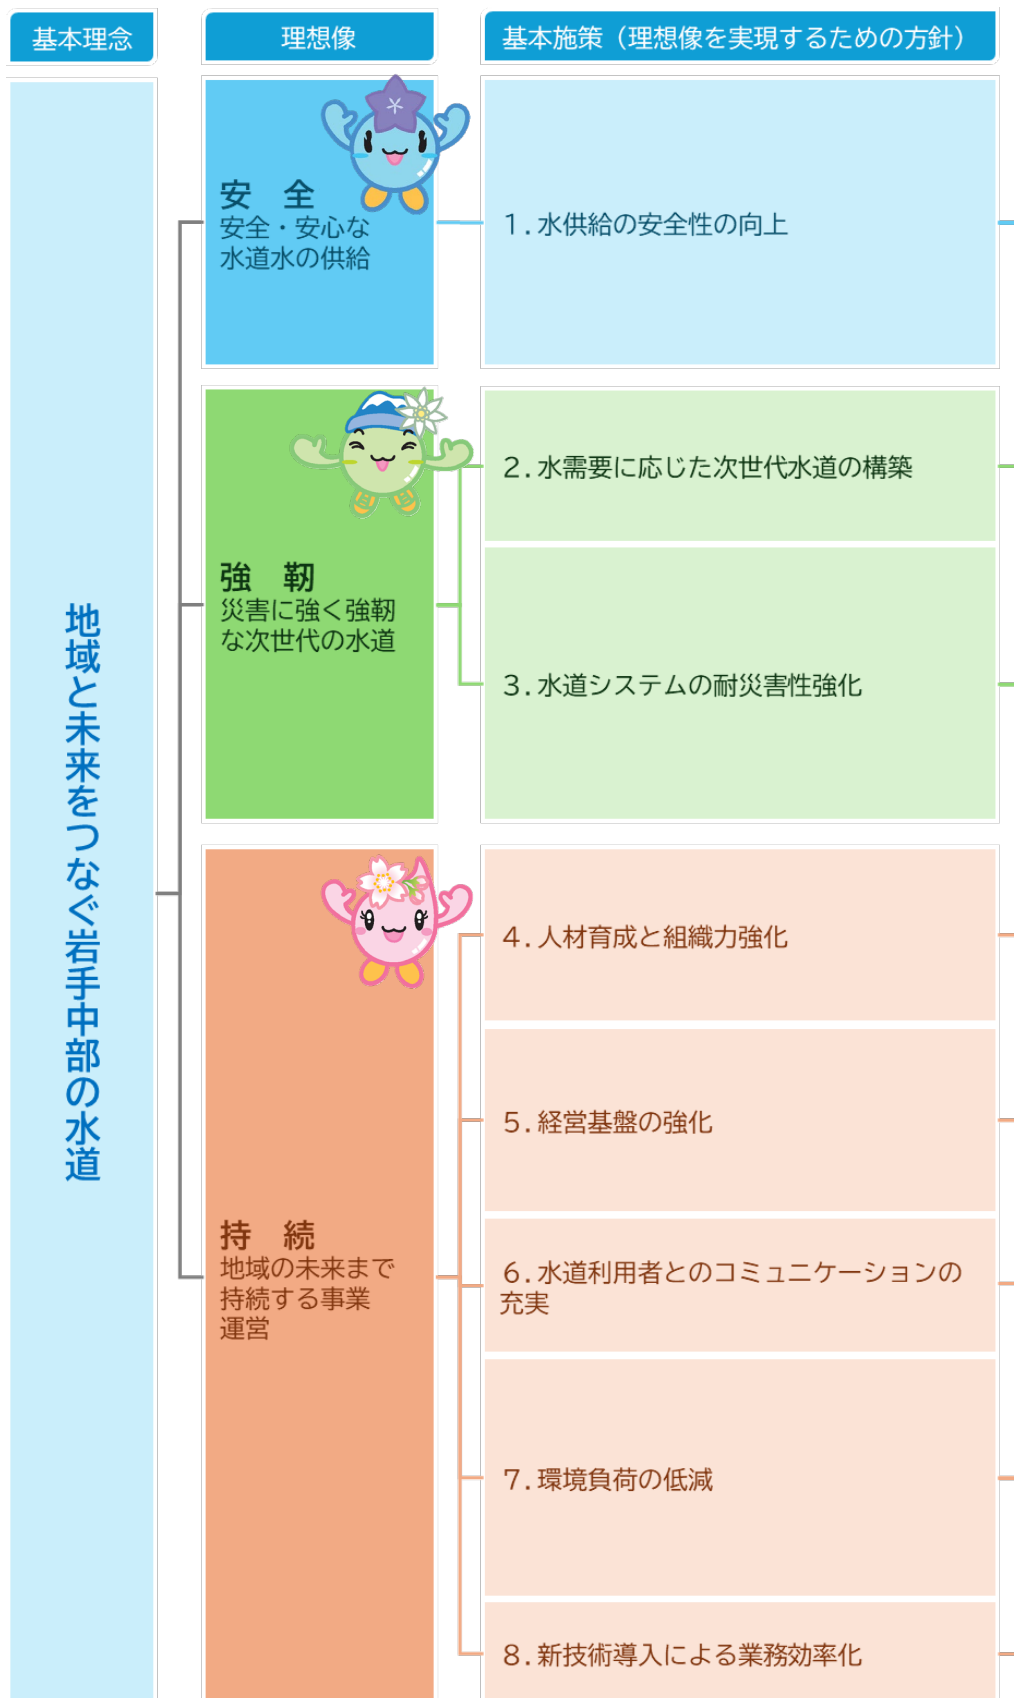 基本理念
理想像
基本施策（理想像を実現するための方針）
地域と未来をつなぐ岩手中部の水道
安　全
安全・安心な
水道水の供給
１．水供給の安全性の向上
強　靭
災害に強く強靭
な次世代の水道
２．水需要に応じた次世代水道の構築
３．水道システムの耐災害性強化
持　続
地域の未来まで
持続する事業
運営
４．人材育成と組織力強化
５．経営基盤の強化
６．水道利用者とのコミュニケーションの
充実
７．環境負荷の低減
８．新技術導入による業務効率化